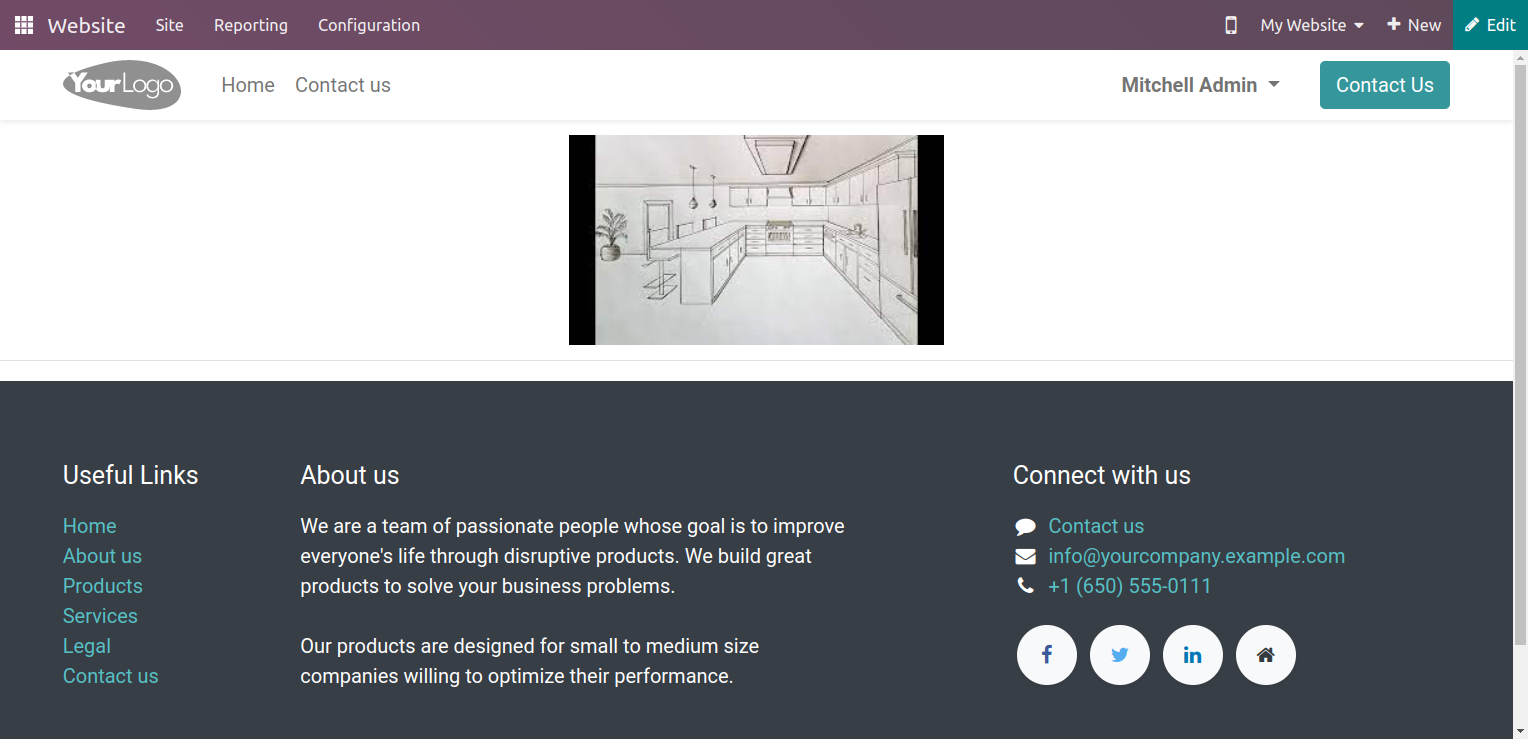 Website Site Reporting Configuration My Website New Edit
YourLogo Home Contact us Mitchell Admin Contact Us
Useful Links
Home
About us
Products
Services
Legal
Contact us
About us
We are a team of passionate people whose goal is to improve
everyone's life through disruptive products. We build great
products to solve your business problems.
Our products are designed for small to medium size
companies willing to optimize their performance.
Connect with us
Contact us
info@yourcompany.example.com
+1 (650) 555-0111